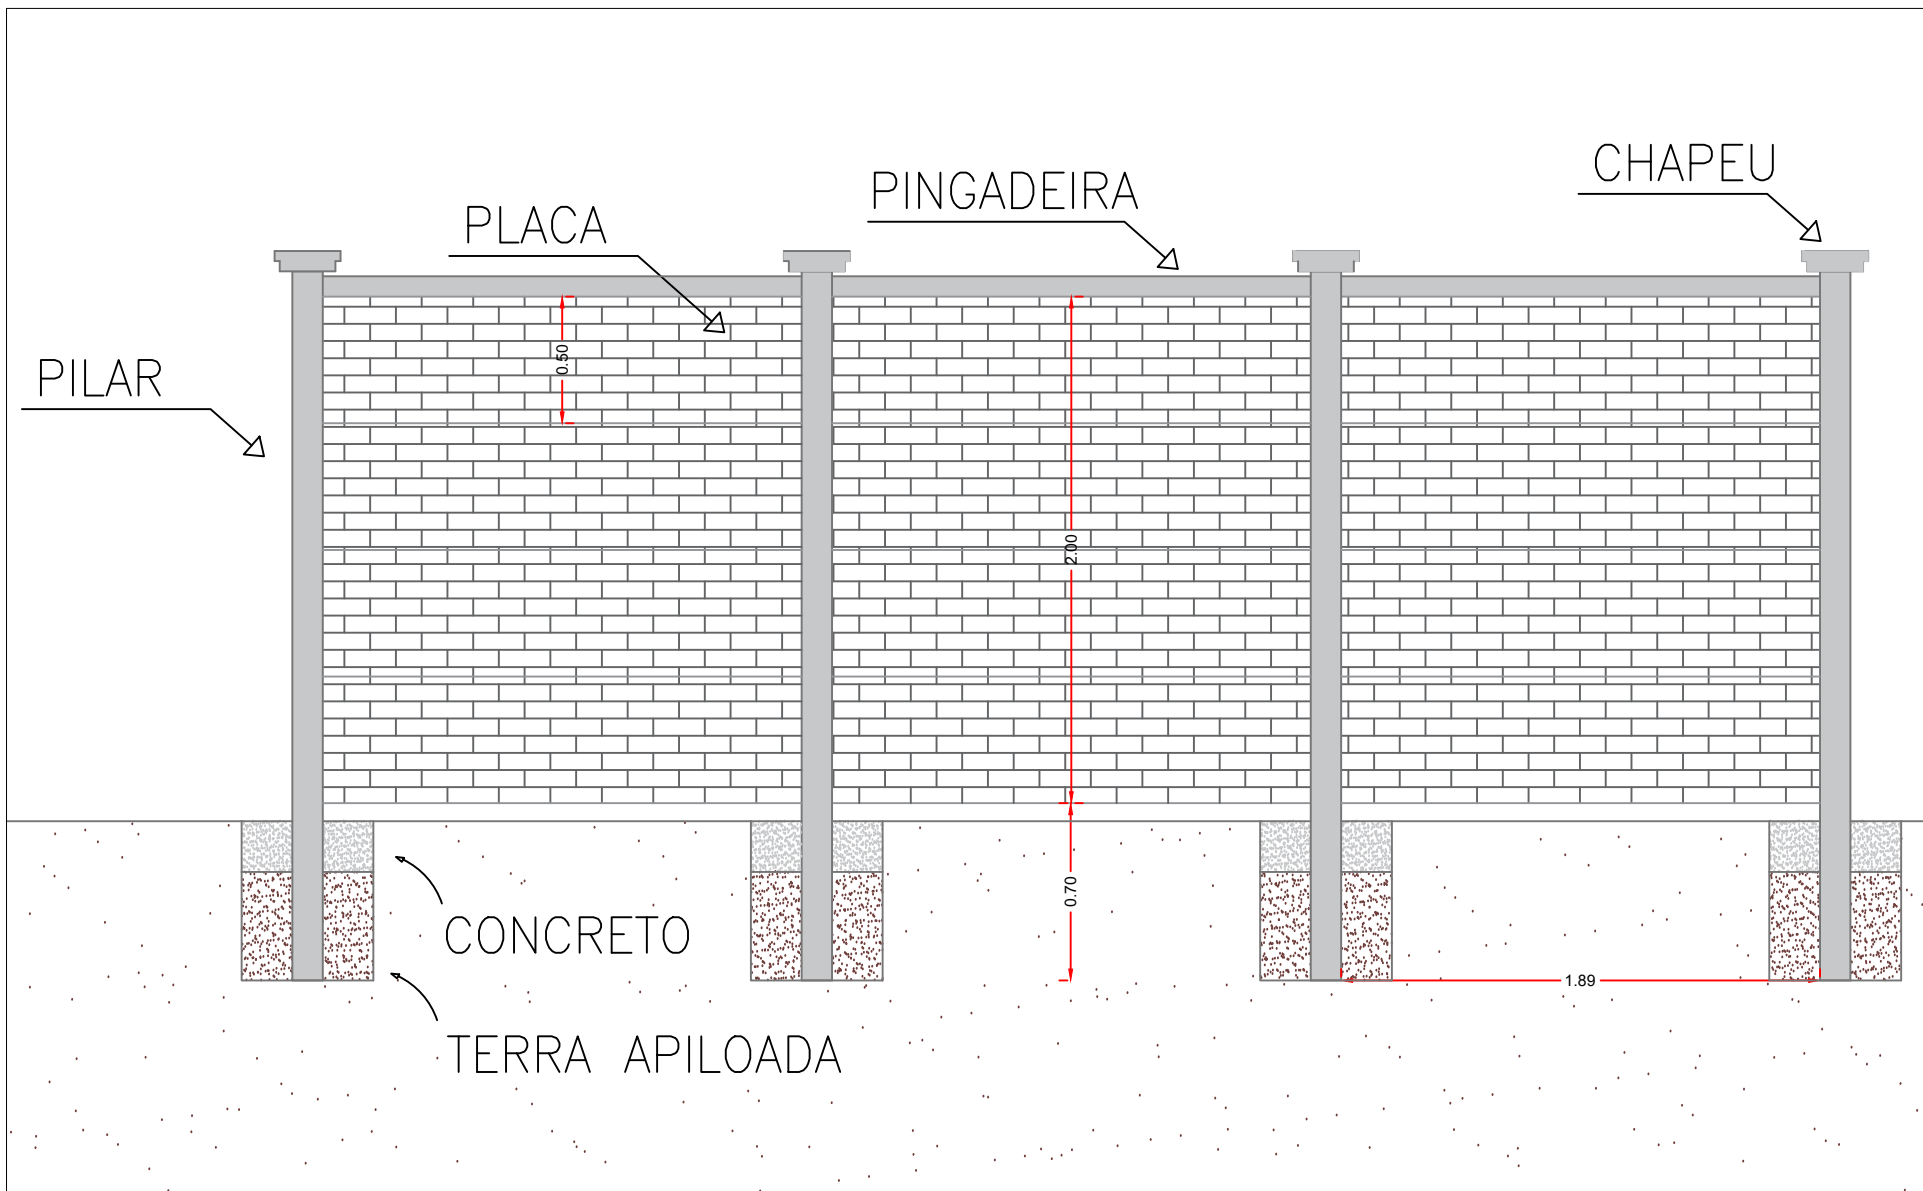 CHAPEU
PINGADEIRA
PLACA
PILAR
0.50
2.00
0.70
CONCRETO
1.89
TERRA APILOADA